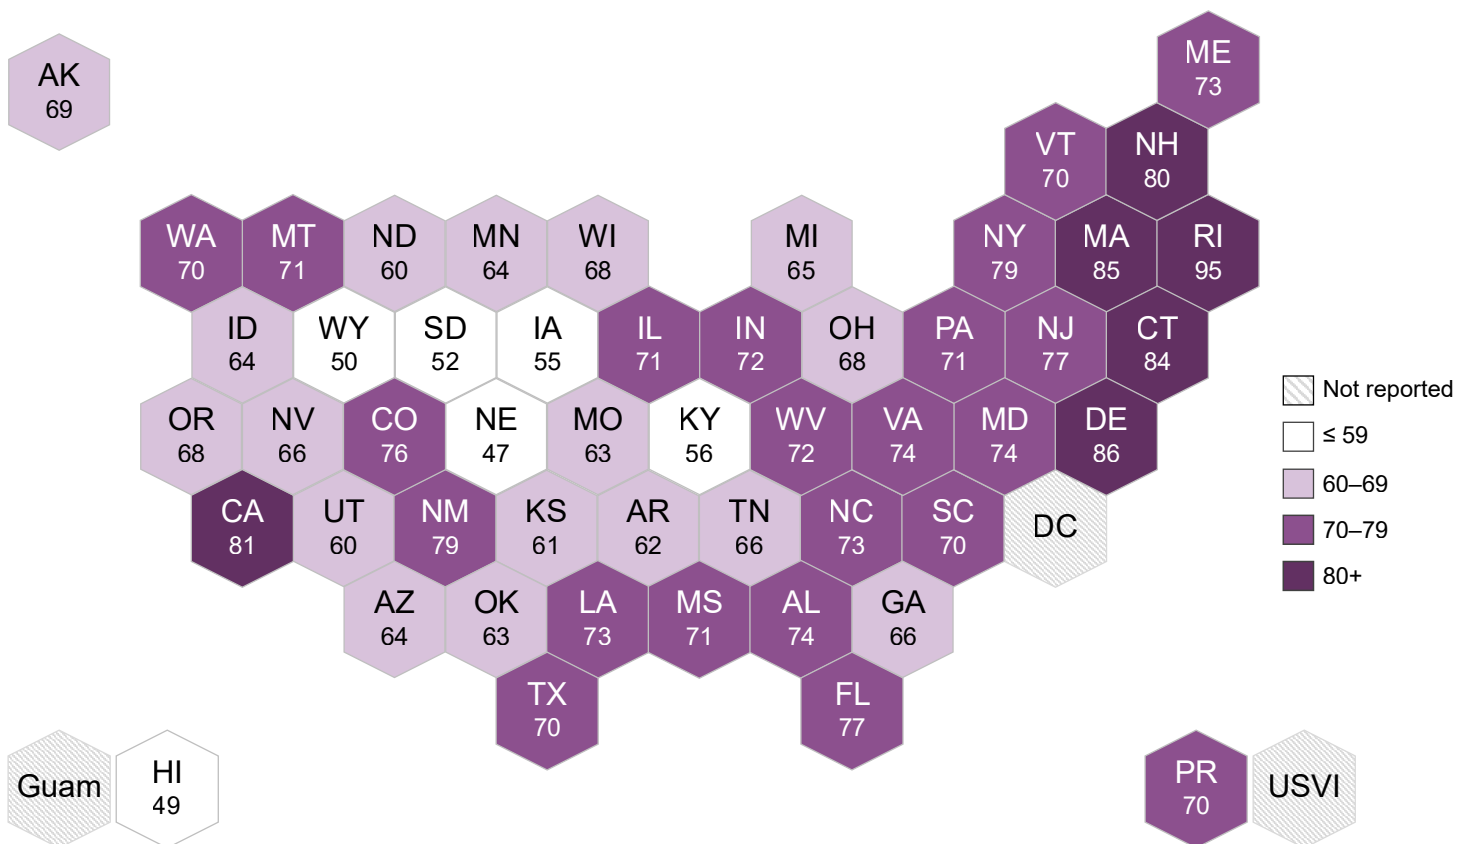 ME
73
AK
69
VT
70
NH
80
WA
70
MT
71
ND
60
MN
64
WI
68
MI
65
NY
79
MA
85
RI
95
ID
64
WY
50
SD
52
IA
55
IL
71
IN
72
OH
68
PA
71
NJ
77
CT
84
OR
68
NV
66
CO
76
NE
47
MO
63
KY
56
WV
72
VA
74
MD
74
DE
86
CA
81
UT
60
NM
79
KS
61
AR
62
TN
66
NC
73
SC
70
DC
AZ
64
OK
63
LA
73
MS
71
AL
74
GA
66
TX
70
FL
77
Guam
HI
49
PR
70
USVI
Not reported
≤ 59
60–69
70–79
80+